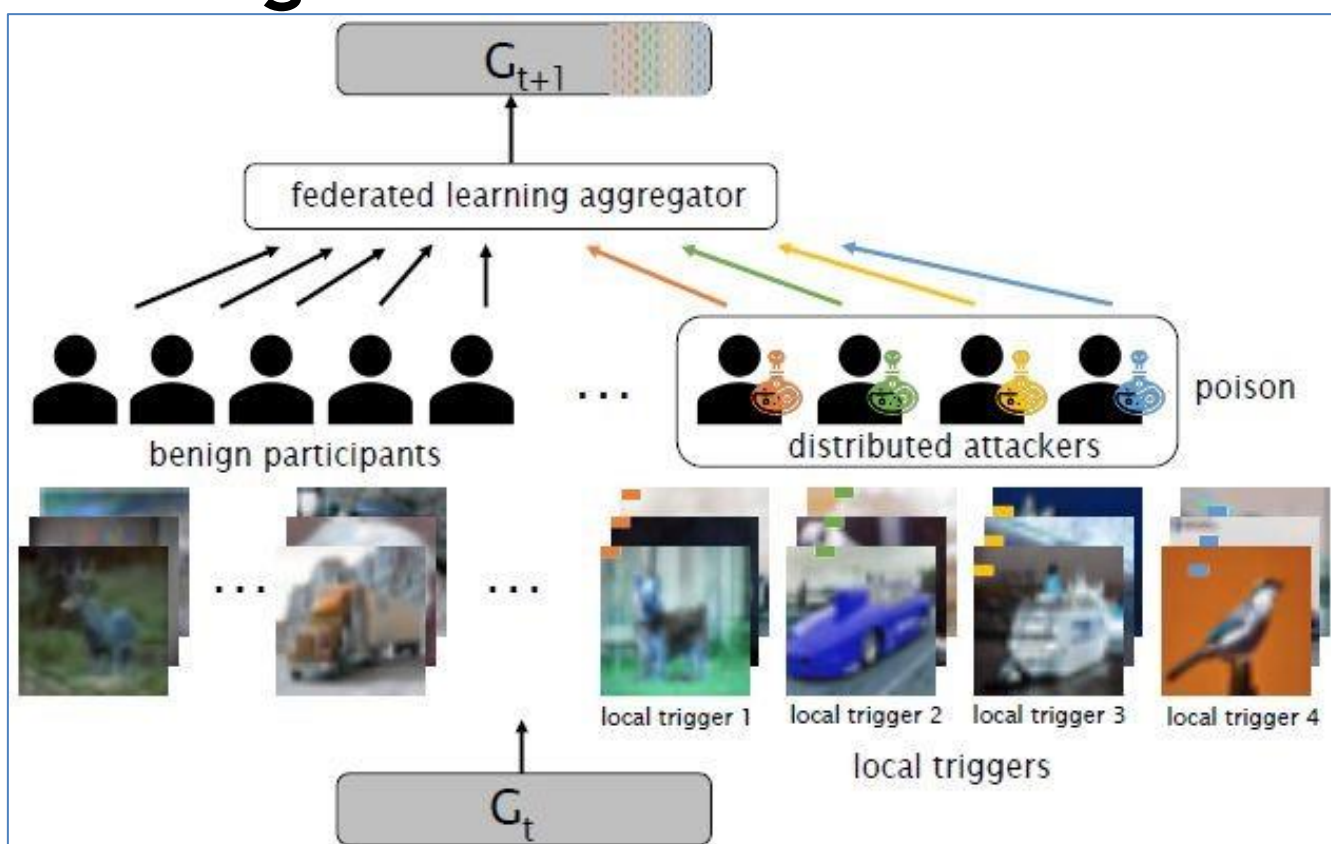 G_{t+1}
federated learning aggregator
...
poison
benign participants
distributed attackers
...
...
local trigger 1
local trigger 2
local trigger 3
local trigger 4
local triggers
G_t